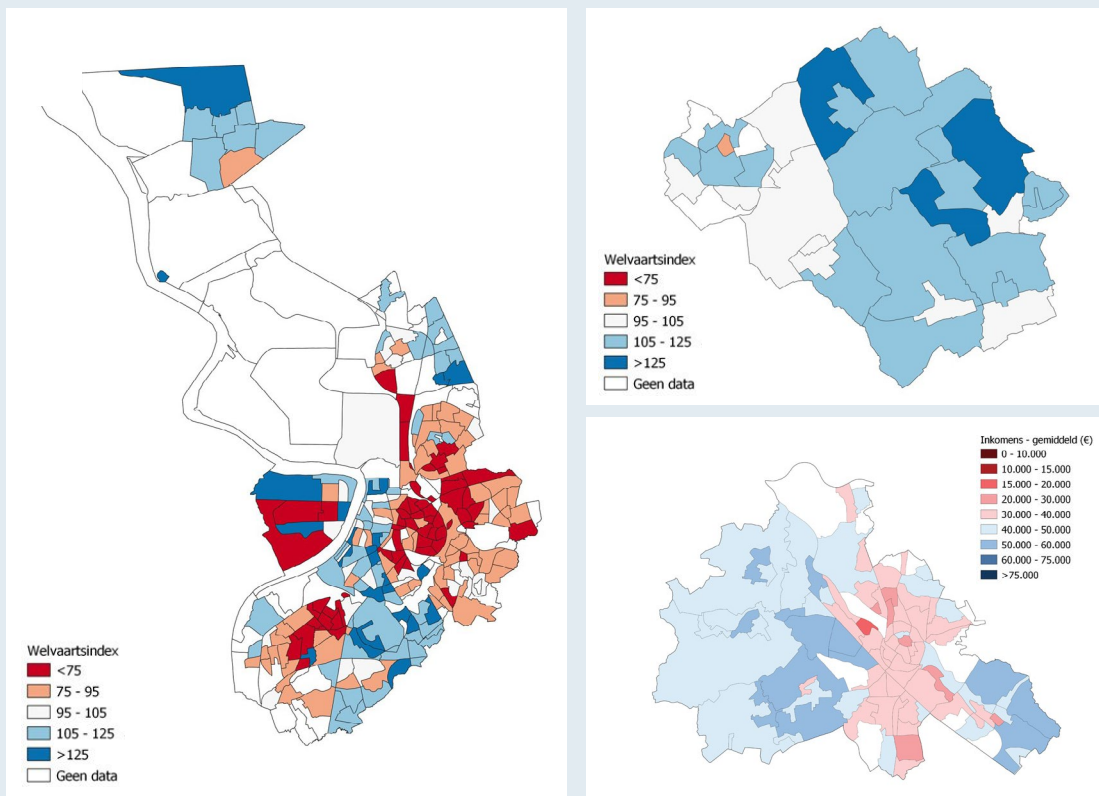 Welvaartsindex
<75
75 - 95
95 - 105
105 - 125
>125
Geen data
Welvaartsindex
<75
75 - 95
95 - 105
105 - 125
>125
Geen data
Inkomens - gemiddeld (€)
0 - 10.000
10.000 - 15.000
15.000 - 20.000
20.000 - 30.000
30.000 - 40.000
40.000 - 50.000
50.000 - 60.000
60.000 - 75.000
>75.000